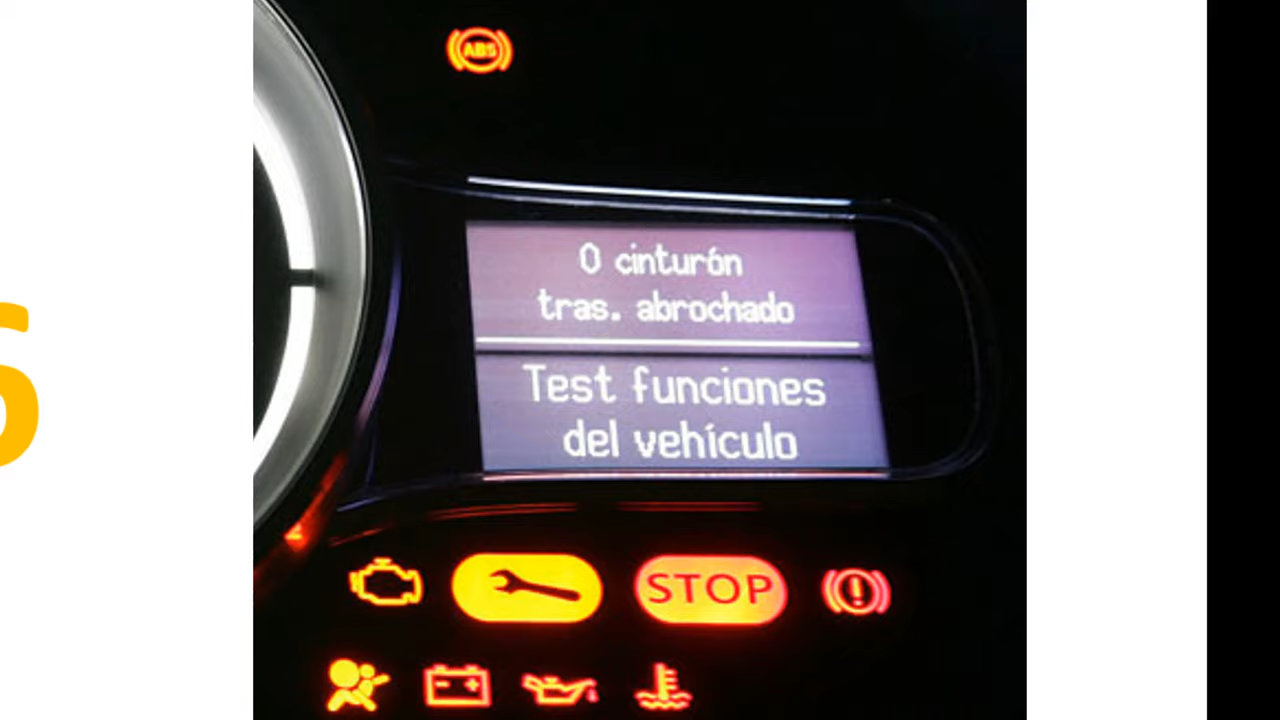 ABS
0 cinturón
tras. abrochado
Test funciones
del vehículo
STOP